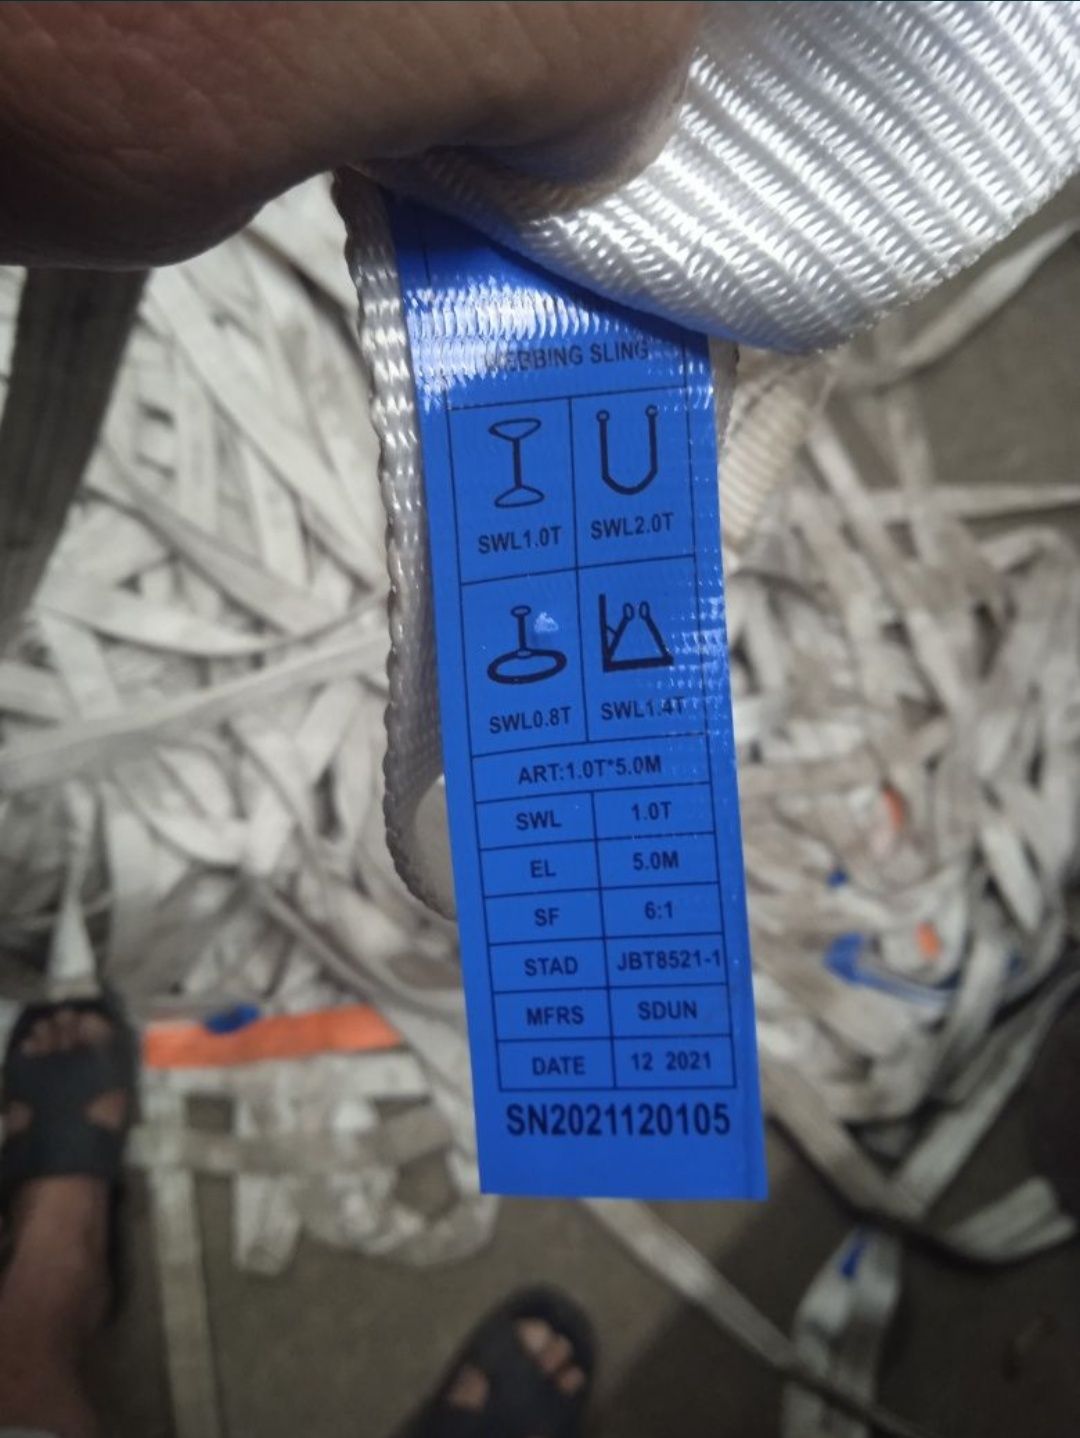 WEBBING SLING
SWL1.0T SWL2.0T
SWL0.8T SWL1.4T
ART:1.0T*5.0M
SWL 1.0T
EL 5.0M
SF 6:1
STAD JBT8521-1
MFRS SDUN
DATE 12 2021
SN2021120105